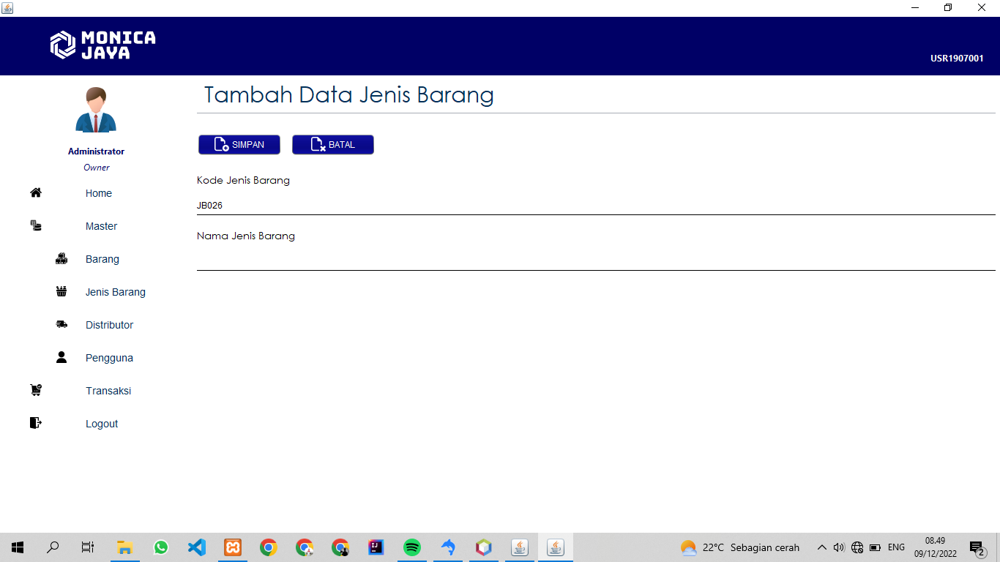 MONICA
JAYA
USR1907001
Administrator
Owner
Home
Master
Barang
Jenis Barang
Distributor
Pengguna
Transaksi
Logout
Tambah Data Jenis Barang
SIMPAN BATAL
Kode Jenis Barang
JB026
Nama Jenis Barang
22°C Sebagian cerah
ENG
08.49
09/12/2022
2